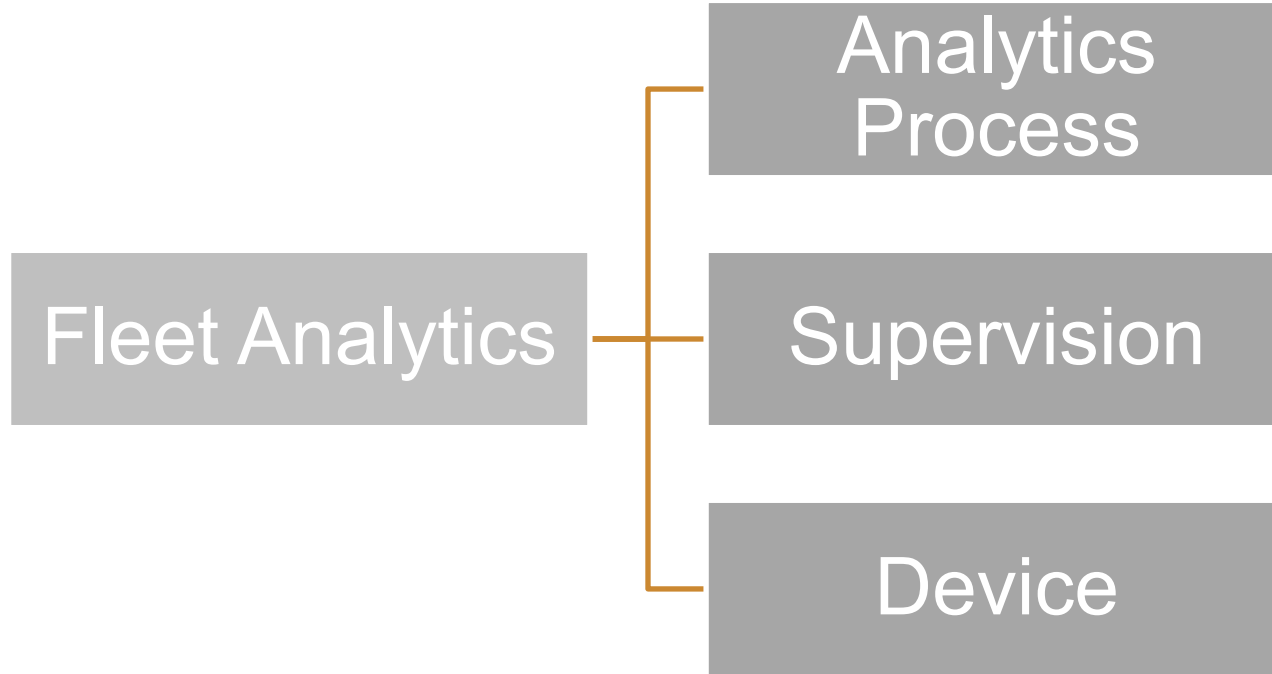 Fleet Analytics
Analytics
Process
Supervision
Device